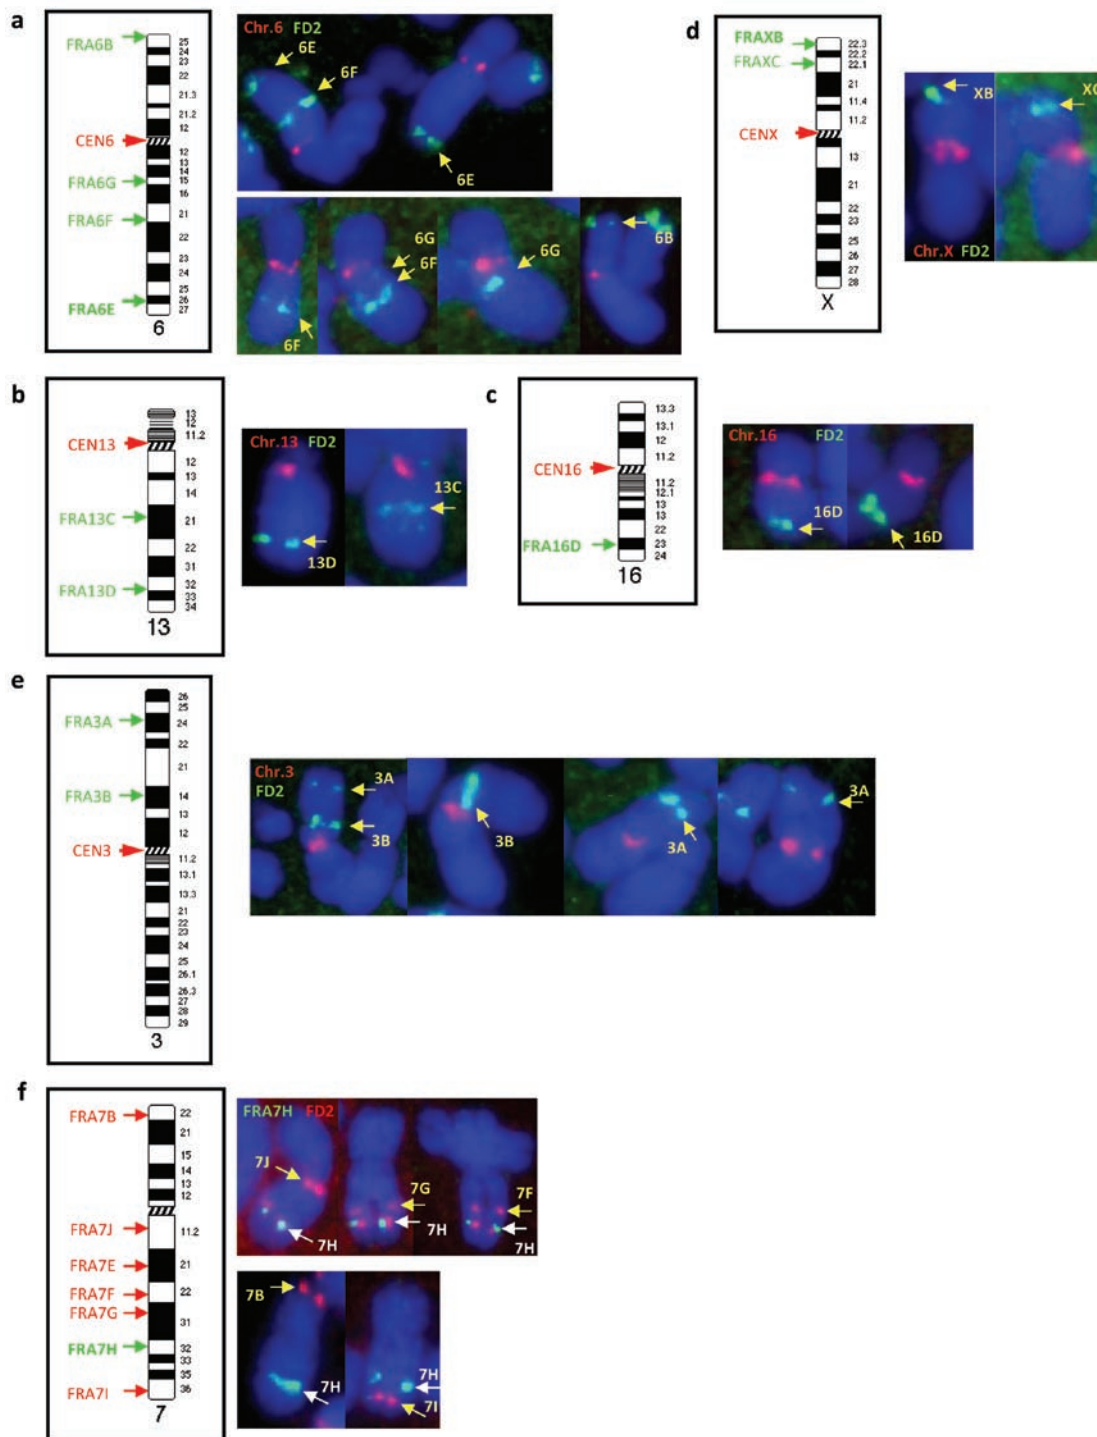 a
FRA6B
CEN6
FRA6G
FRA6F
FRA6E
25
24
23
22
21.3
21.2
12
12
13
14
15
16
21
22
23
24
25
26
27
6
Chr.6 FD2
6E
6F
6E
6F
6G
6F
6G
6B
d
FRAXB
FRAXC
CENX
22.3
22.2
22.1
21
11.4
11.2
13
21
22
23
25
26
27
28
X
XB
XC
Chr.X FD2
b
CEN13
FRA13C
FRA13D
13
12
11.2
12
13
14
21
22
31
32
33
34
13
Chr.13 FD2
13D
13C
c
CEN16
FRA16D
13.3
13.1
12
11.2
11.2
12.1
13
13
22
23
24
16
Chr.16 FD2
16D
16D
e
FRA3A
FRA3B
CEN3
26
25
24
22
21
14
13
12
11.2
13.1
13.3
21
22
23
24
25
26.1
26.3
27
28
29
3
Chr.3
FD2
3A
3B
3B
3A
3A
f
FRA7B
FRA7J
FRA7E
FRA7F
FRA7G
FRA7H
FRA7I
22
21
15
14
13
12
11.2
21
22
31
32
33
35
36
7
FRA7H FD2
7J
7H
7G
7H
7F
7H
7B
7H
7H
7I